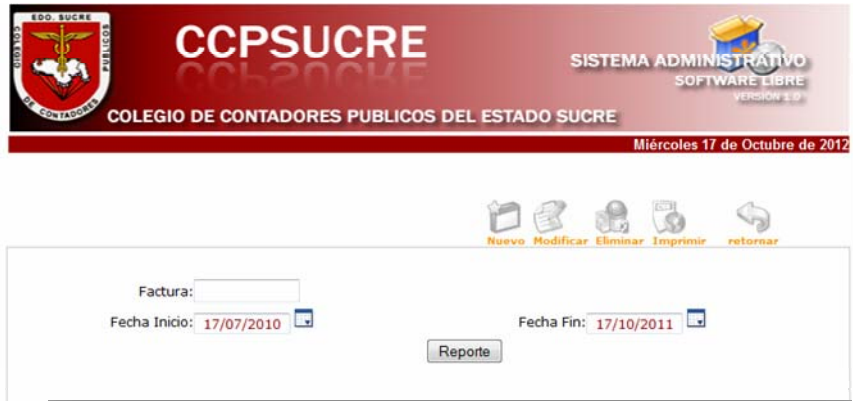 EDO. SUCRE
COLEGIO
PUBLICOS
DE CONTADORES
CCPSUCRE
SISTEMA ADMINISTRATIVO
SOFTWARE LIBRE
VERSIÓN 1.0
COLEGIO DE CONTADORES PUBLICOS DEL ESTADO SUCRE
Miércoles 17 de Octubre de 2012
Nuevo Modificar Eliminar Imprimir retornar
Factura:
Fecha Inicio: 17/07/2010 Fecha Fin: 17/10/2011
Reporte